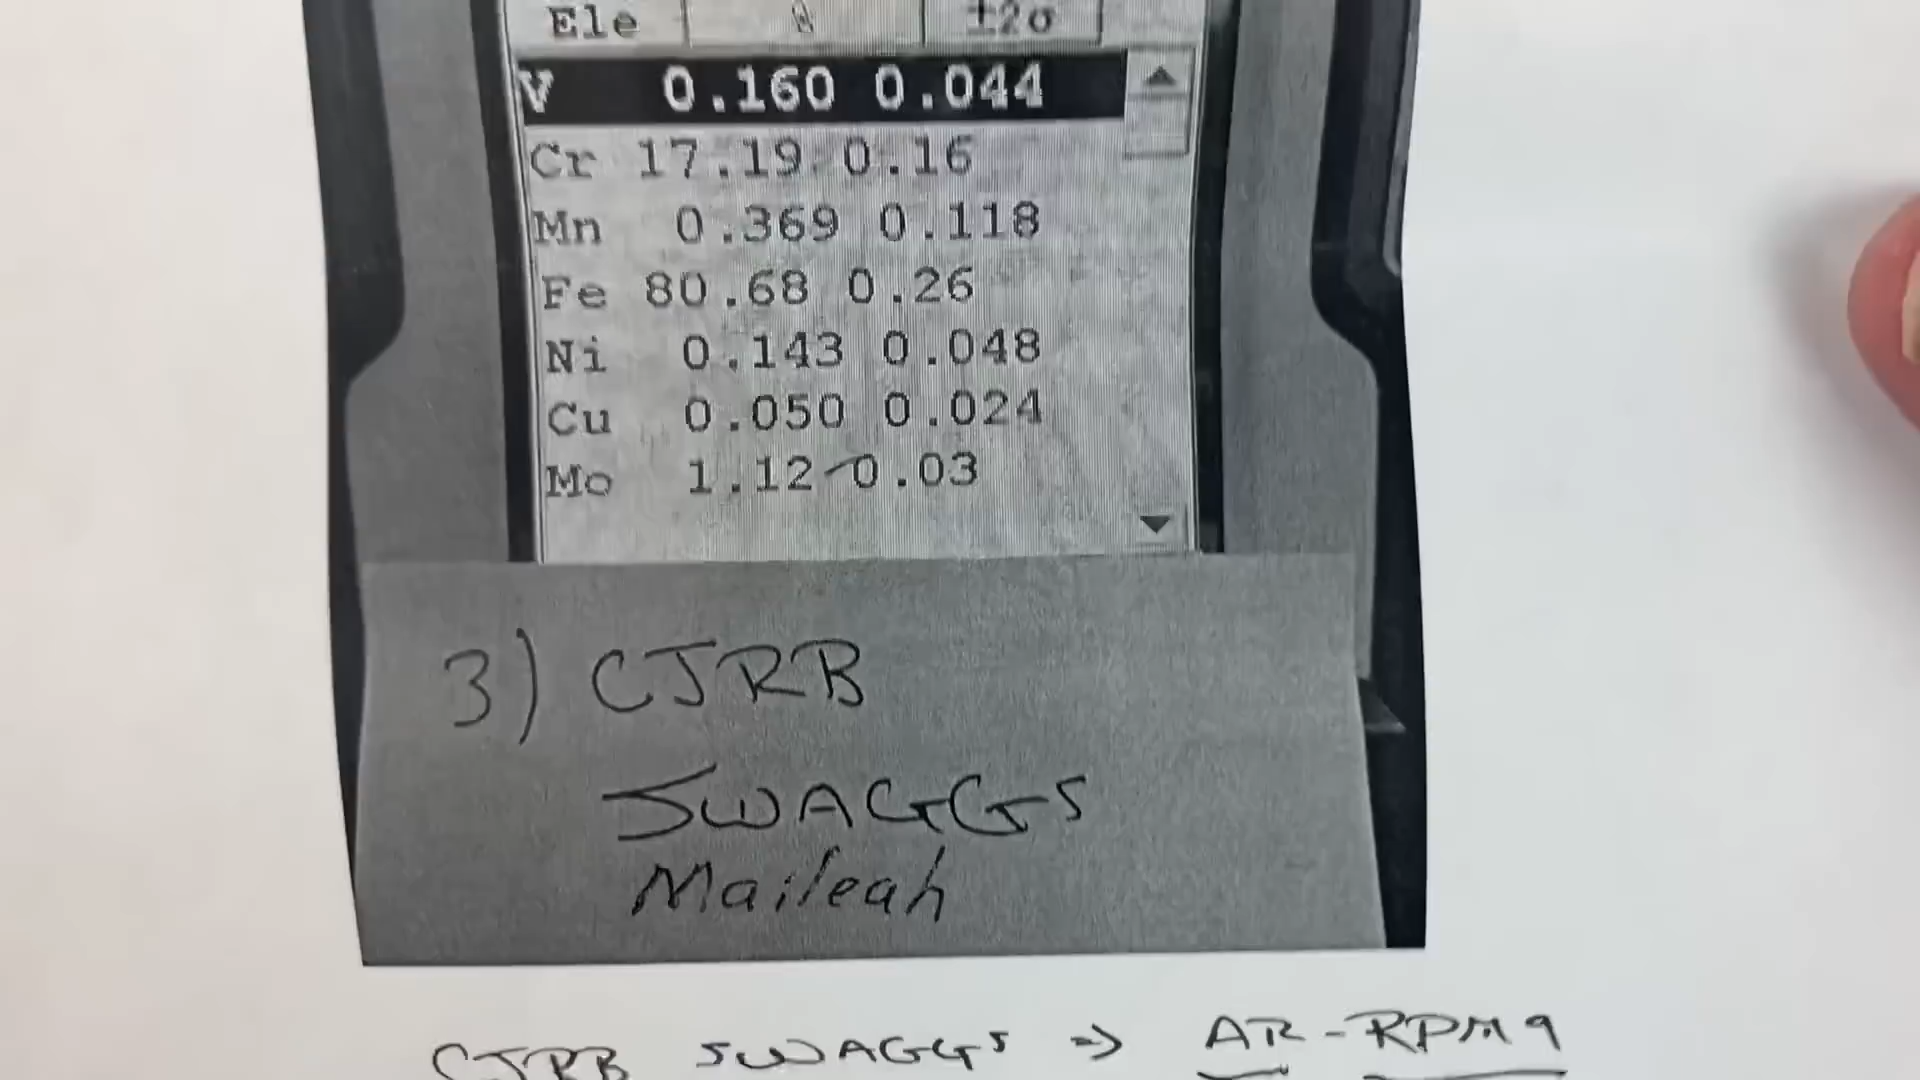 Ele % ±2σ
V 0.160 0.044
Cr 17.19 0.16
Mn 0.369 0.118
Fe 80.68 0.26
Ni 0.143 0.048
Cu 0.050 0.024
Mo 1.12 0.03
3) CJRB
SWAGGS
Maileah
CJRB SWAGGS => AR-RPM9